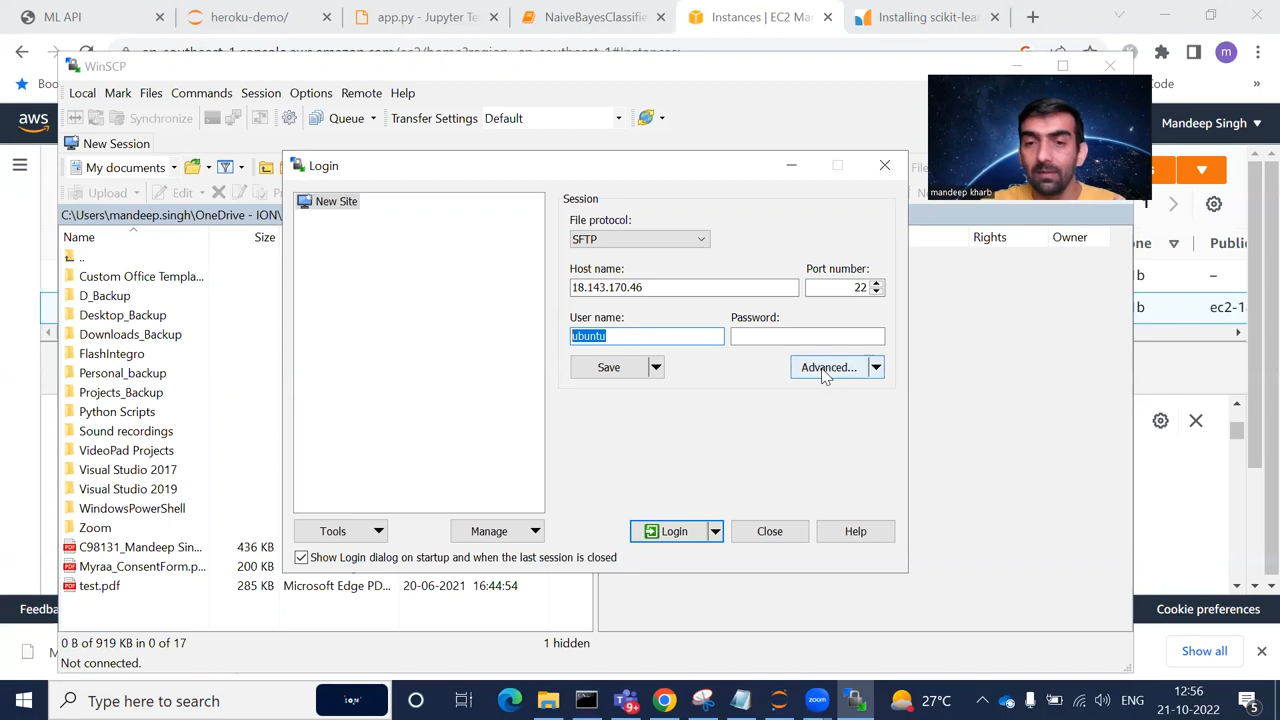 ML API
heroku-demo/
app.py - Jupyter Text
NaiveBayesClassifie
Instances | EC2 Mar
Installing scikit-lear
m
WinSCP
Local Mark Files Commands Session Options Remote Help
Synchronize
Queue
Transfer Settings Default
New Session
aws
Mandeep Singh
My documents
Upload
Edit
C:\Users\mandeep.singh\OneDrive - ION\
Name
Size
Rights
Owner
..
Custom Office Templa...
D_Backup
Desktop_Backup
Downloads_Backup
FlashIntegro
Personal_backup
Projects_Backup
Python Scripts
Sound recordings
VideoPad Projects
Visual Studio 2017
Visual Studio 2019
WindowsPowerShell
Zoom
C98131_Mandeep Sin... 436 KB
Myraa_ConsentForm.p... 200 KB
test.pdf 285 KB Microsoft Edge PD... 20-06-2021 16:44:54
0 B of 919 KB in 0 of 17
1 hidden
Not connected.
Login
New Site
Session
File protocol:
SFTP
Host name:
Port number:
18.143.170.46
22
User name:
Password:
ubuntu
Save
Advanced...
Tools
Manage
Login
Close
Help
Show Login dialog on startup and when the last session is closed
mandeep kharb
one
Publi
b
–
b
ec2-1
Feedba
Cookie preferences
Show all
Type here to search
27°C
ENG
12:56
21-10-2022
5